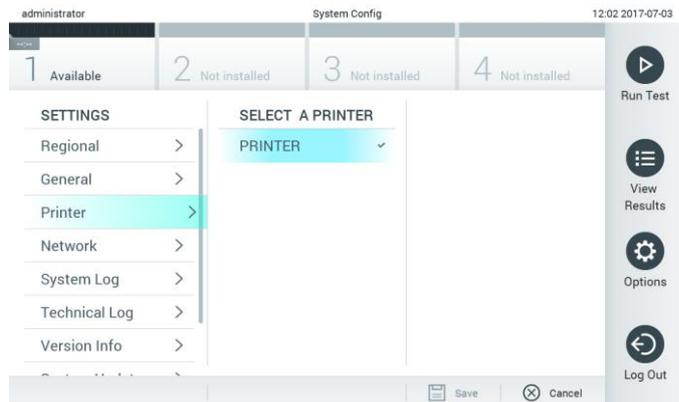 administrator System Config 12:02 2017-07-03
1 Available 2 Not installed 3 Not installed 4 Not installed
Run Test
SETTINGS SELECT A PRINTER
Regional PRINTER
General
View Results
Printer
Network
System Log
Options
Technical Log
Version Info
Log Out
Save Cancel